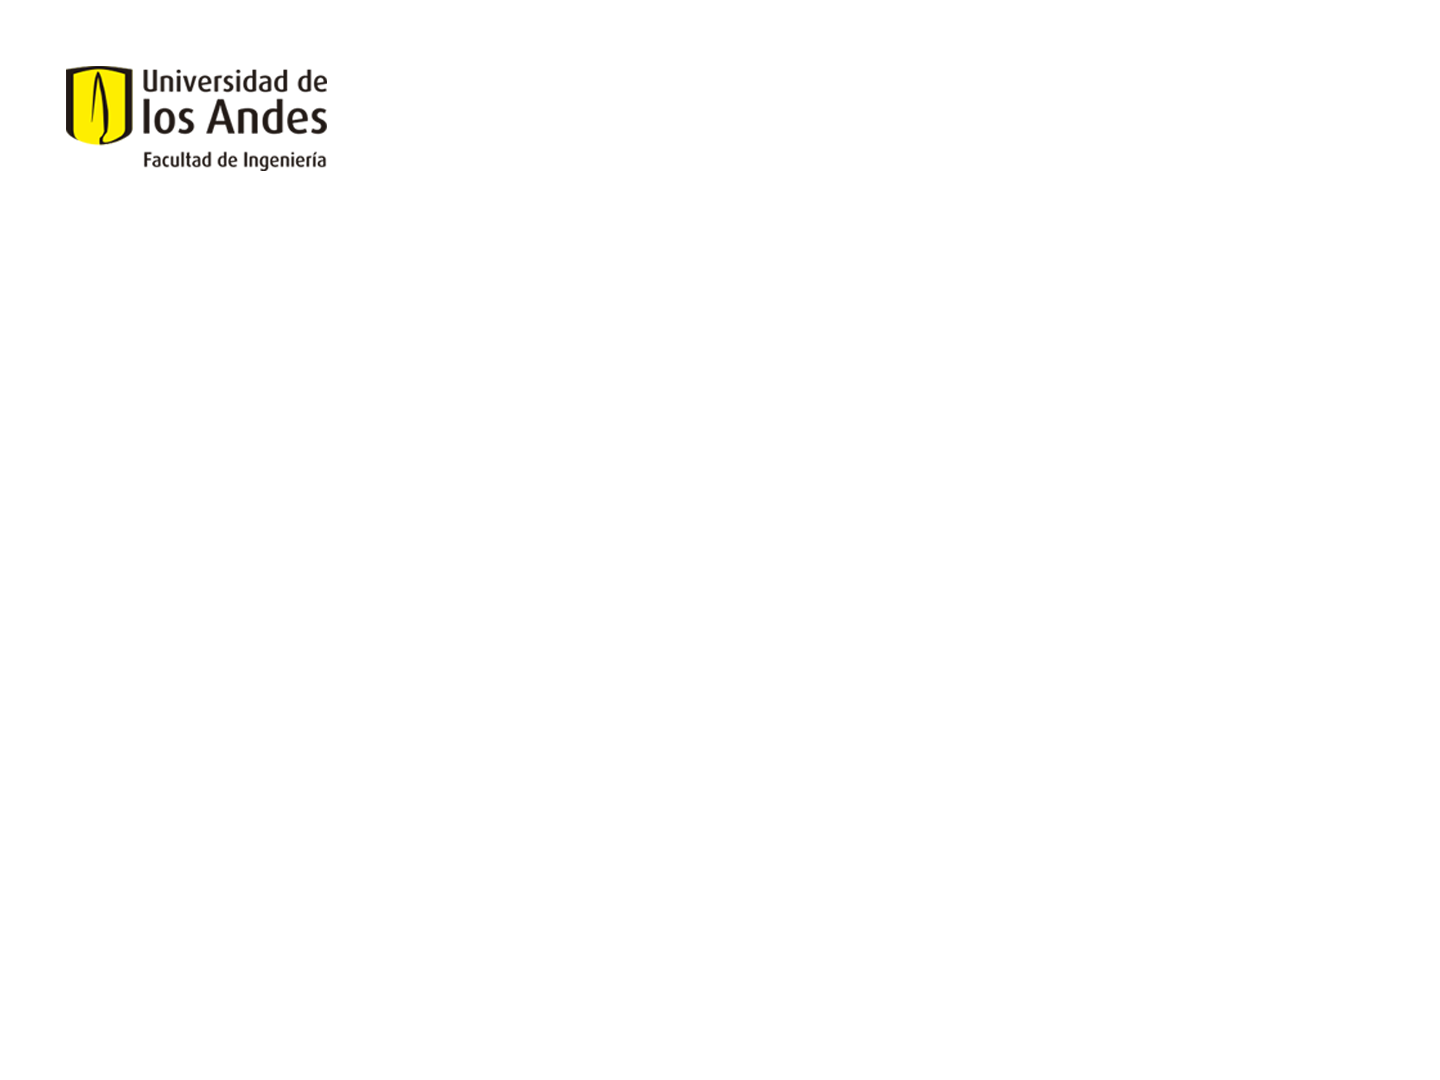 Universidad de
los Andes
Facultad de Ingeniería